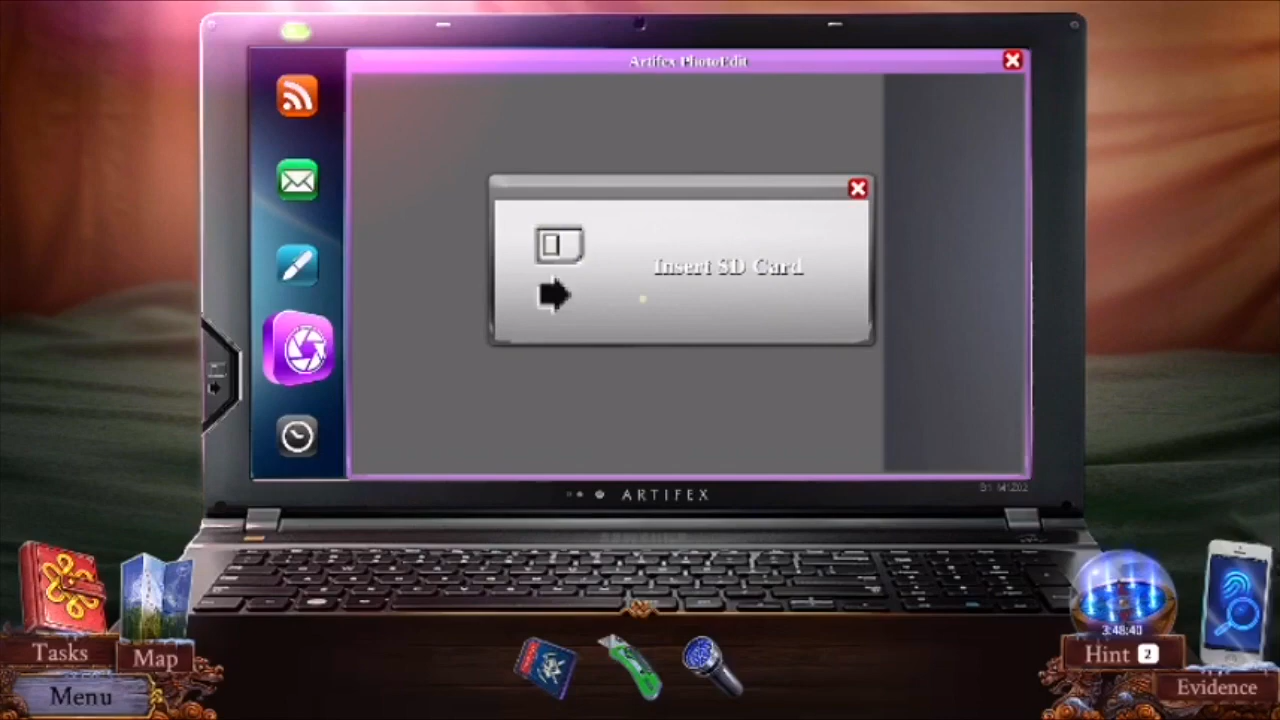 Artifex PhotoEdit
Insert SD Card
ARTIFEX
3:48:40
Tasks
Map
Hint 2
Menu
Evidence